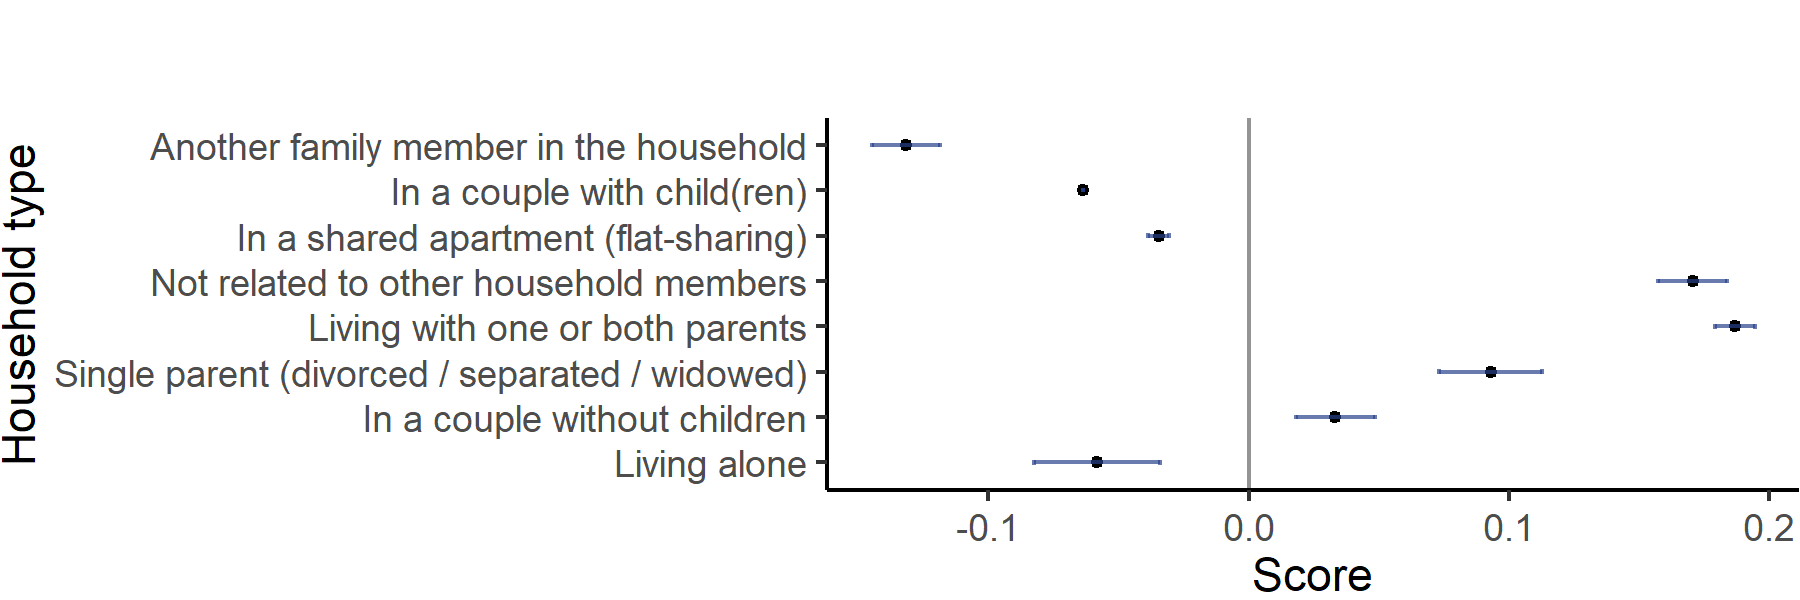 Household type
Another family member in the household
In a couple with child(ren)
In a shared apartment (flat-sharing)
Not related to other household members
Living with one or both parents
Single parent (divorced / separated / widowed)
In a couple without children
Living alone
-0.1 0.0 0.1 0.2
Score